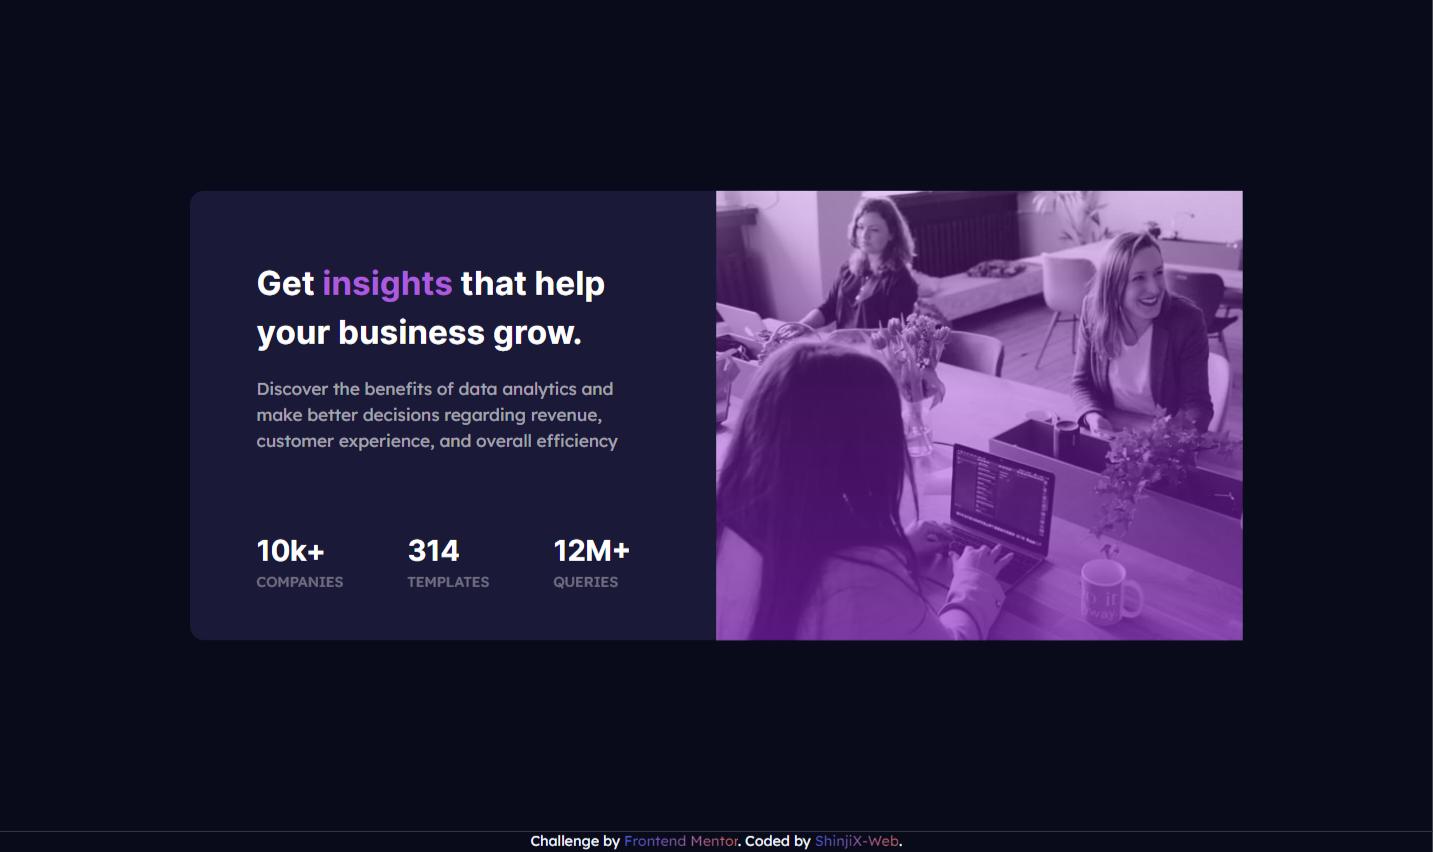 Get insights that help
your business grow.
Discover the benefits of data analytics and
make better decisions regarding revenue,
customer experience, and overall efficiency
10k+ 314 12M+
COMPANIES TEMPLATES QUERIES
Challenge by Frontend Mentor. Coded by ShinjiX-Web.